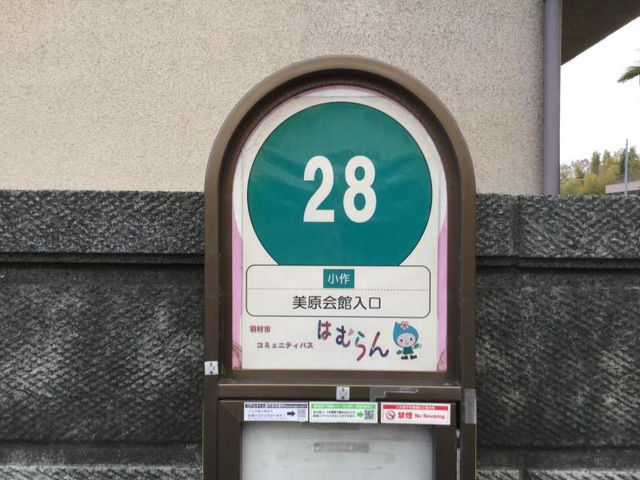 28
小作
美原会館入口
羽村市
コミュニティバス
はむらん
禁煙 No Smoking